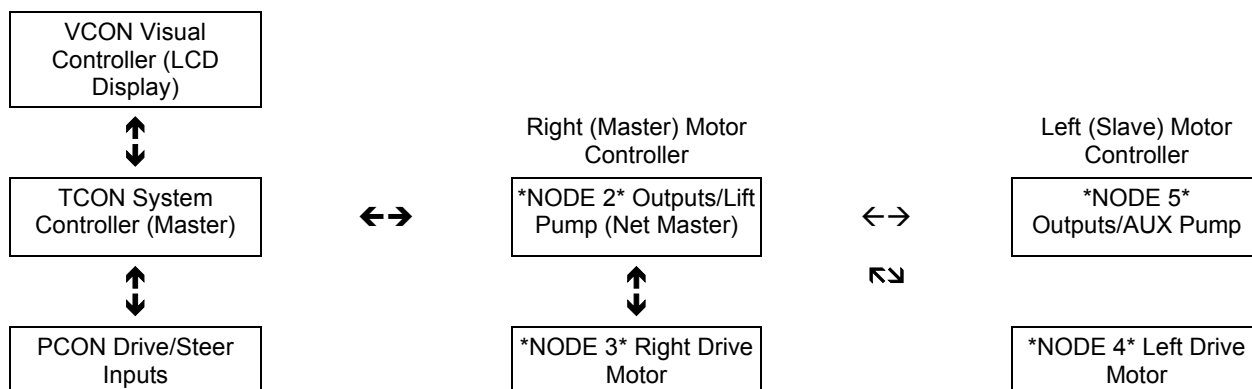 VCON Visual
Controller (LCD
Display)
Right (Master) Motor
Controller
Left (Slave) Motor
Controller
TCON System
Controller (Master)
*NODE 2* Outputs/Lift
Pump (Net Master)
*NODE 5*
Outputs/AUX Pump
PCON Drive/Steer
Inputs
*NODE 3* Right Drive
Motor
*NODE 4* Left Drive
Motor